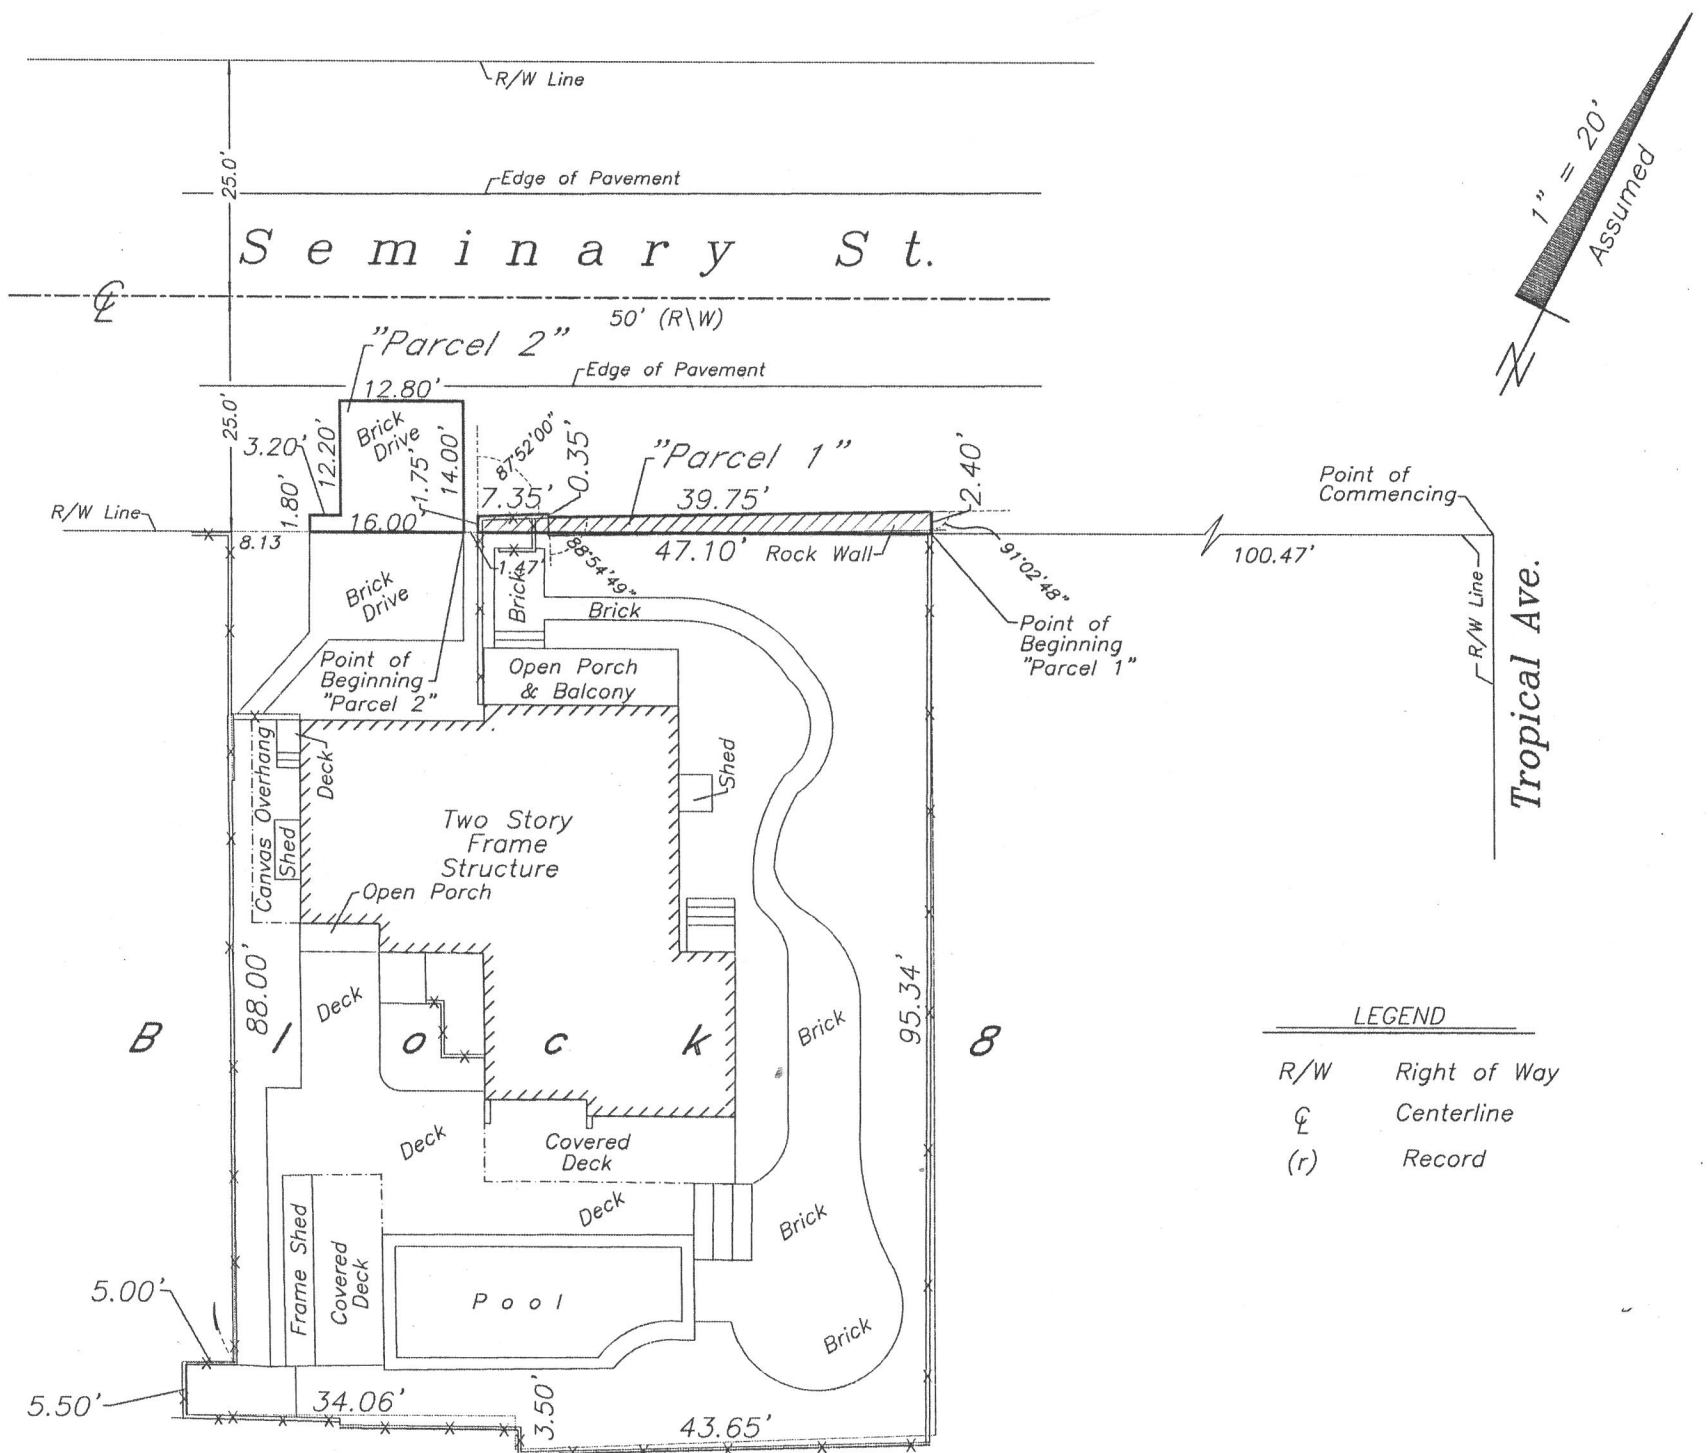 R/W Line
25.0'
Edge of Pavement
Seminary St.
1" = 20'
Assumed
N
℄
50' (R\W)
"Parcel 2"
Edge of Pavement
12.80'
25.0'
3.20'
12.20'
Brick
Drive
1.75'
14.00'
87°52'00"
0.35'
"Parcel 1"
2.40'
Point of
Commencing
R/W Line
1.80'
16.00'
7.35'
39.75'
8.13
1.47'
88°54'49"
47.10'
Rock Wall
91°02'48"
100.47'
Brick
Drive
Brick
Brick
Point of
Beginning
"Parcel 1"
R/W Line
Tropical Ave.
Point of
Beginning
"Parcel 2"
Open Porch
& Balcony
Canvas Overhang
Deck
Shed
Shed
Two Story
Frame
Structure
Open Porch
88.00'
Deck
95.34'
Block 8
Brick
LEGEND
R/W Right of Way
℄ Centerline
(r) Record
Deck
Covered
Deck
Deck
Brick
Frame Shed
Covered
Deck
5.00'
Pool
Brick
5.50'
34.06'
3.50'
43.65'